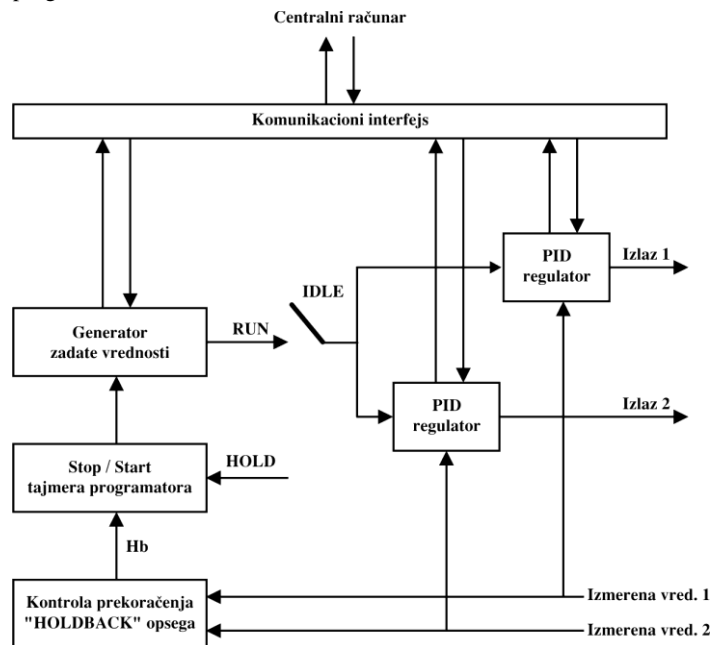 Centralni računar
Komunikacioni interfejs
PID
regulator
Izlaz 1
IDLE
Generator
zadate vrednosti
RUN
PID
regulator
Izlaz 2
Stop / Start
tajmera programatora
HOLD
Hb
Kontrola prekoračenja
"HOLDBACK" opsega
Izmerena vred. 1
Izmerena vred. 2